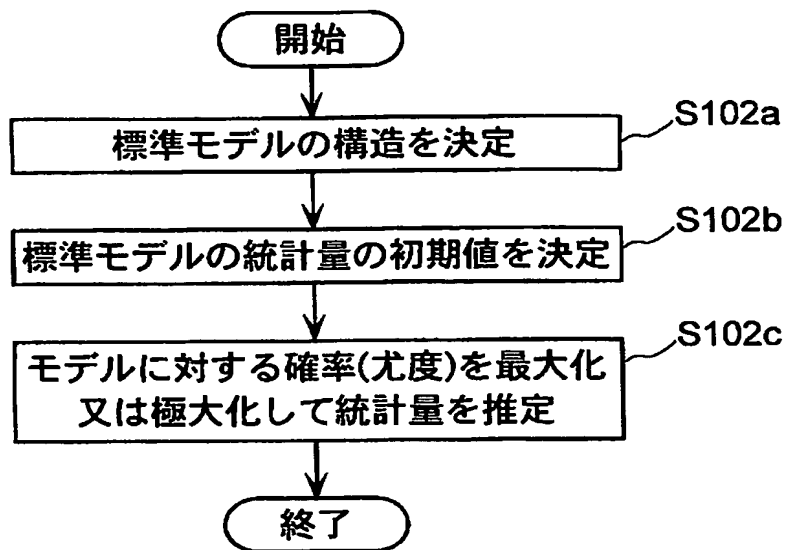 開始
標準モデルの構造を決定
S102a
標準モデルの統計量の初期値を決定
S102b
モデルに対する確率(尤度)を最大化
又は極大化して統計量を推定
S102c
終了